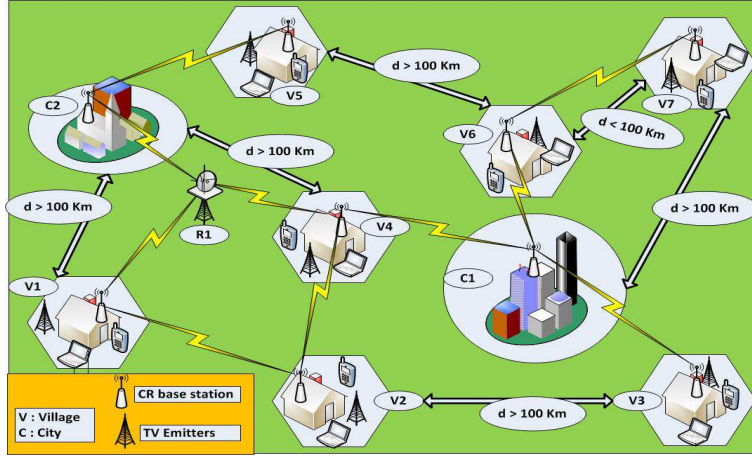 V5
d > 100 Km
V7
C2
V6
d < 100 Km
d > 100 Km
d > 100 Km
d > 100 Km
R1
V4
V1
C1
V2
d > 100 Km
V3
CR base station
V : Village
C : City
TV Emitters